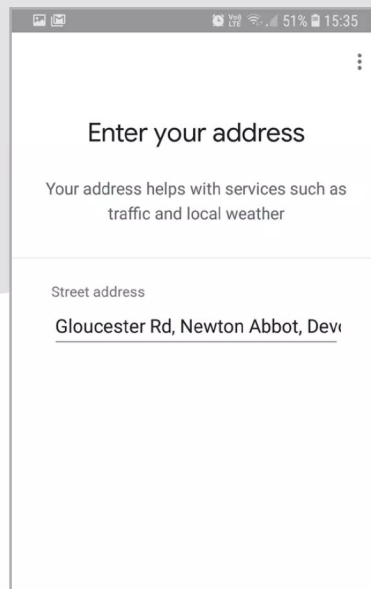 VoLTE 51% 15:35
Enter your address
Your address helps with services such as
traffic and local weather
Street address
Gloucester Rd, Newton Abbot,